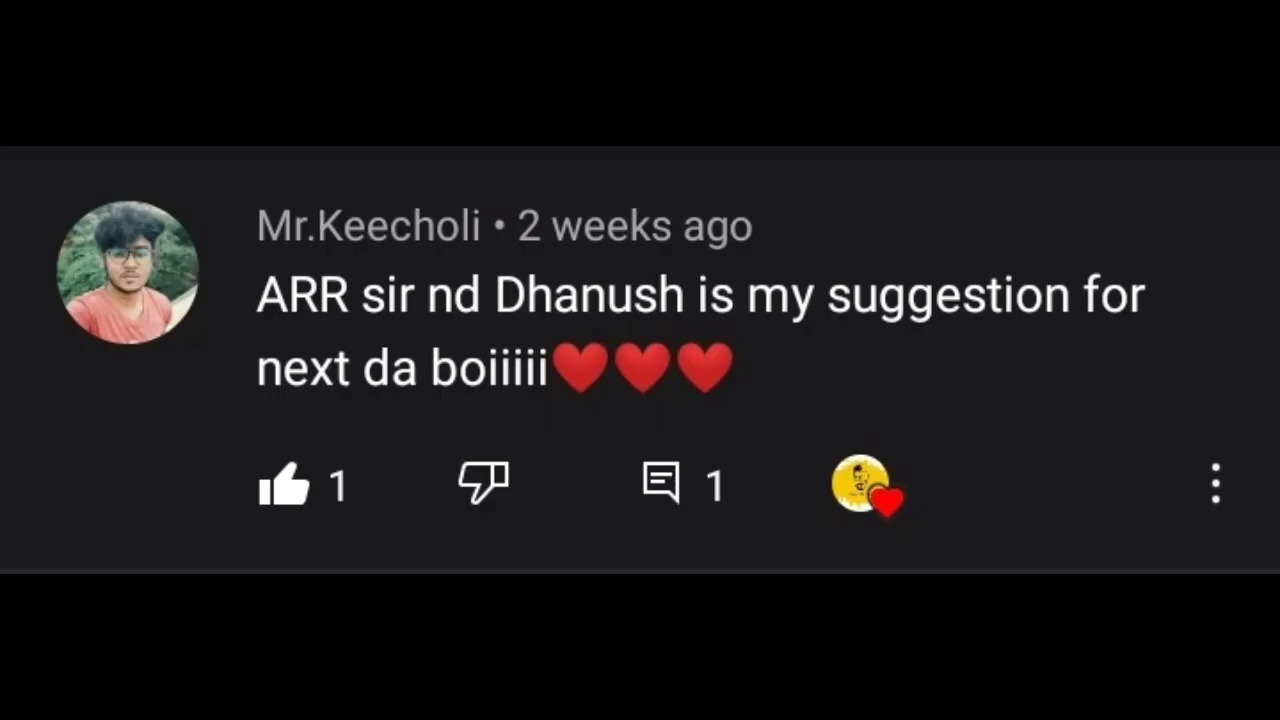 Mr.Keecholi • 2 weeks ago
ARR sir nd Dhanush is my suggestion for
next da boiiiii❤️❤️❤️
1 1